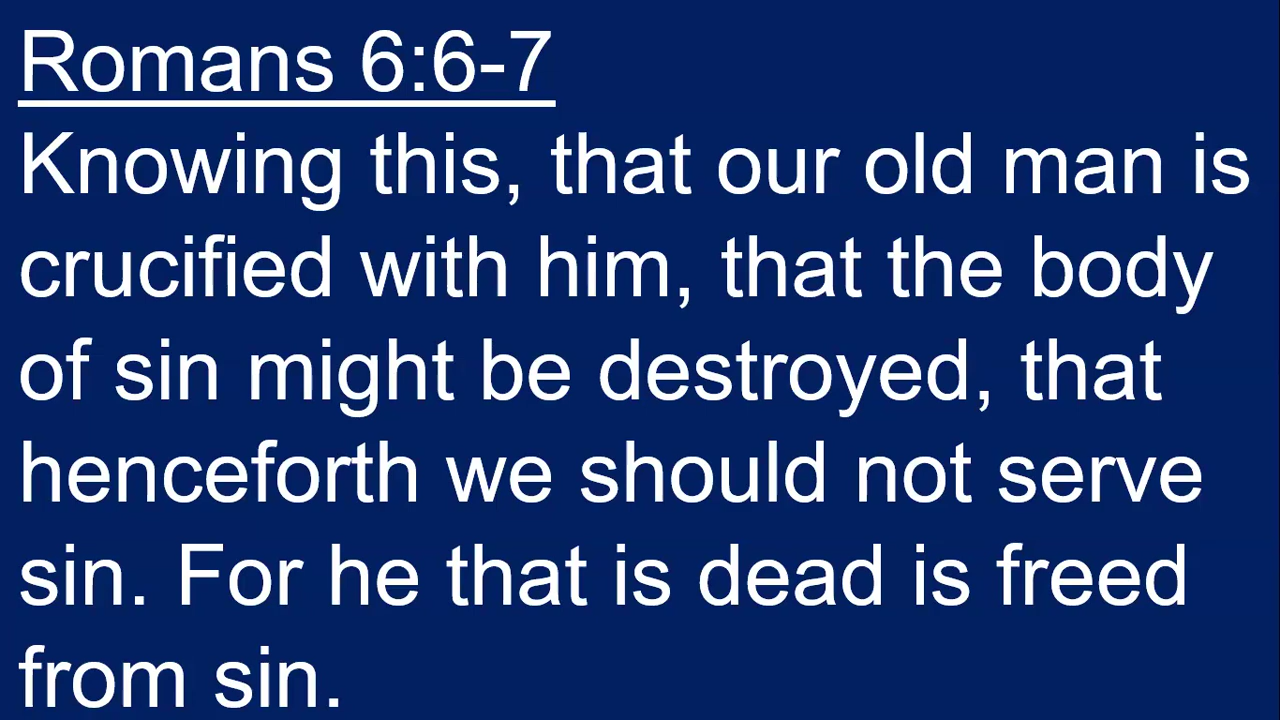 Romans 6:6-7
Knowing this, that our old man is
crucified with him, that the body
of sin might be destroyed, that
henceforth we should not serve
sin. For he that is dead is freed
from sin.